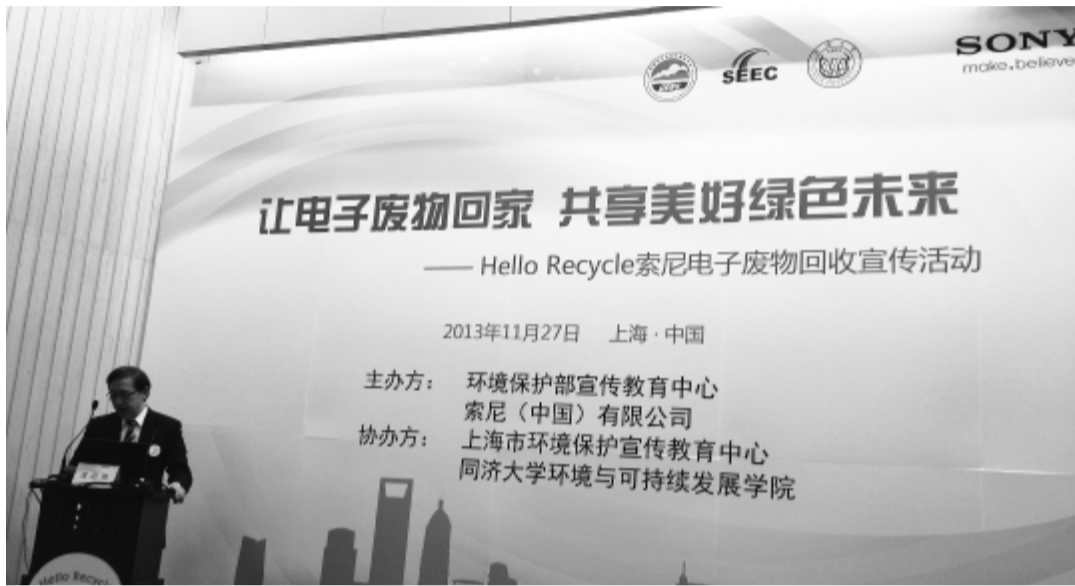 SEEC
SONY
make.believe
让电子废物回家 共享美好绿色未来
—— Hello Recycle索尼电子废物回收宣传活动
2013年11月27日 上海·中国
主办方： 环境保护部宣传教育中心
索尼（中国）有限公司
协办方： 上海市环境保护宣传教育中心
同济大学环境与可持续发展学院
Hello Recycle